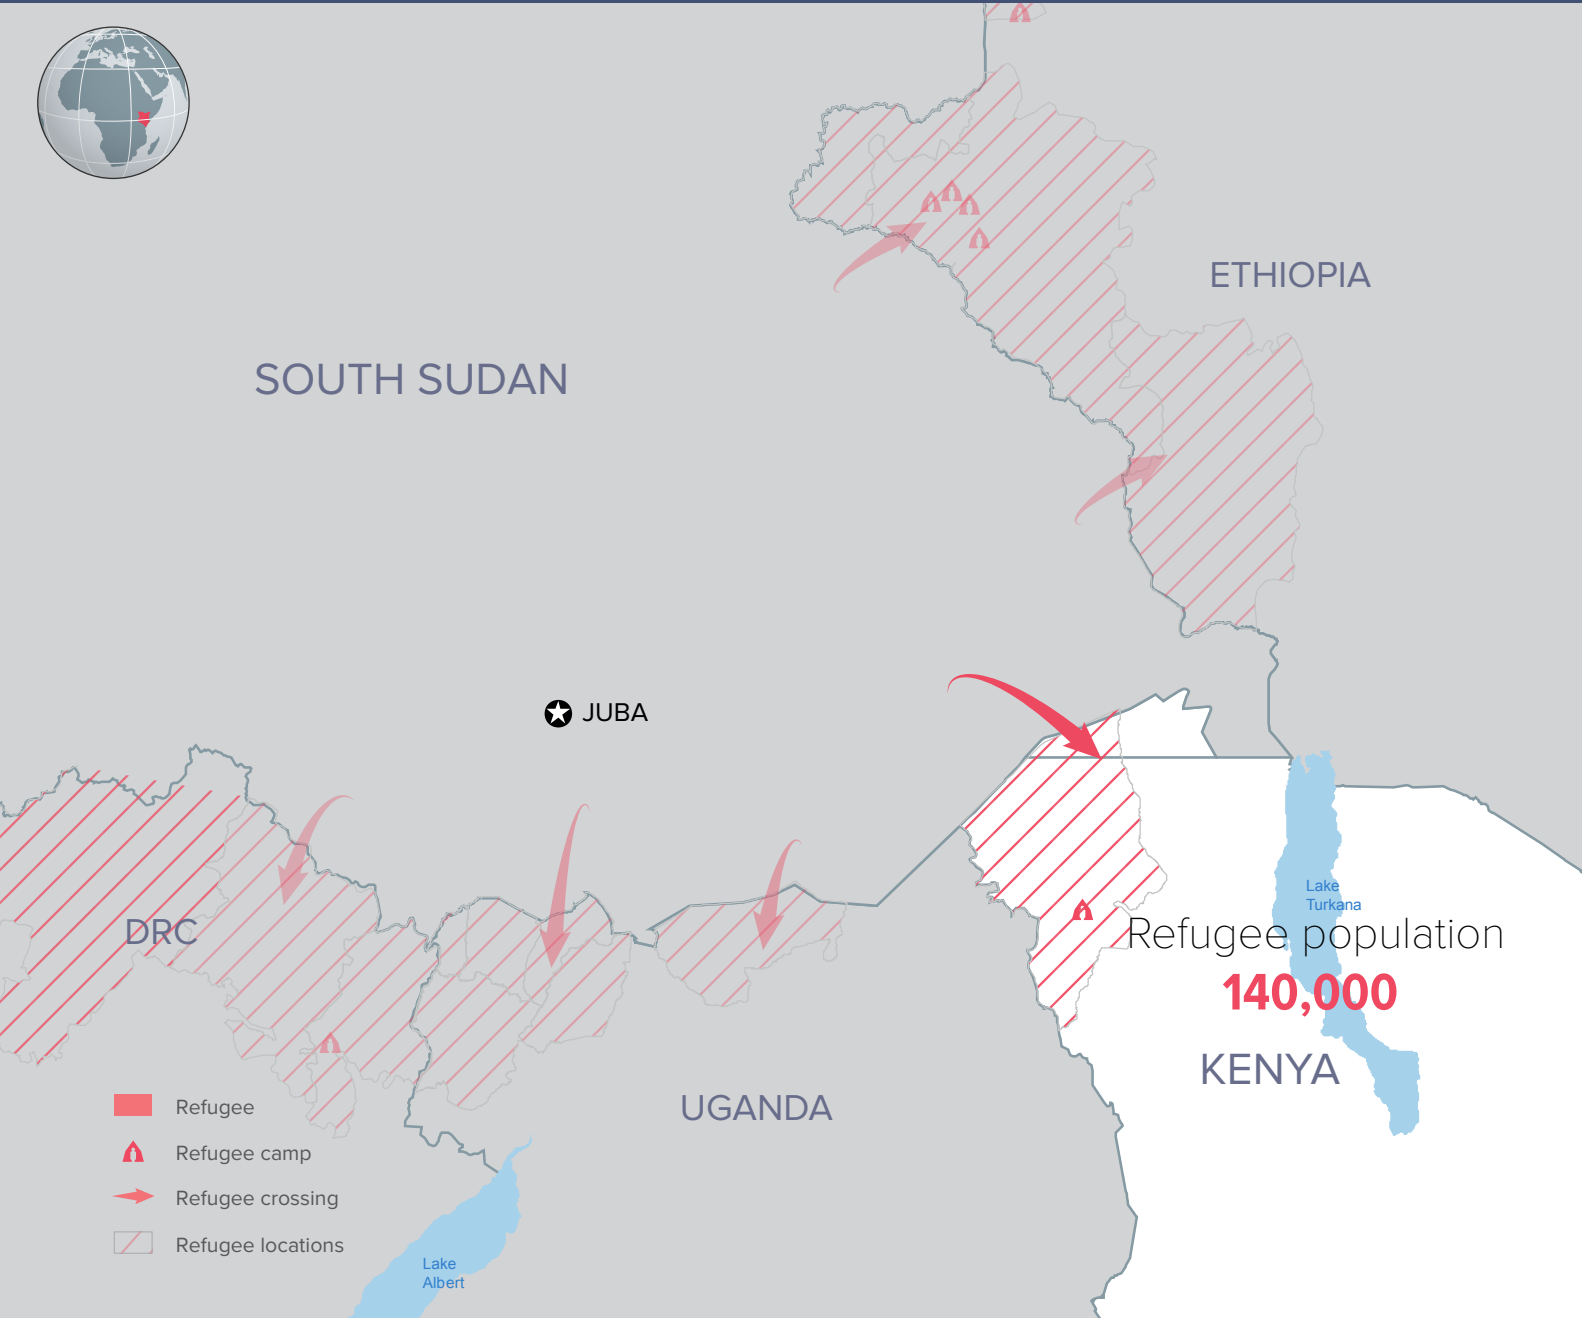 ETHIOPIA
SOUTH SUDAN
JUBA
Lake
Turkana
DRC
Refugee population
140,000
KENYA
UGANDA
Refugee
Refugee camp
Refugee crossing
Refugee locations
Lake
Albert